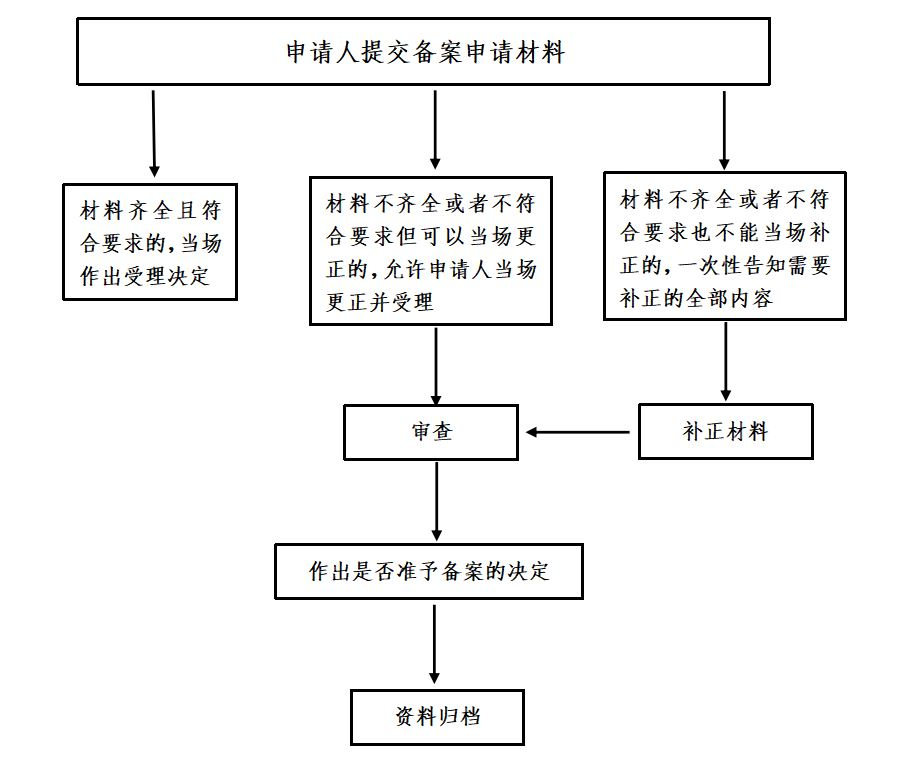 申请人提交备案申请材料
材料齐全且符
合要求的,当场
作出受理决定
材料不齐全或者不符
合要求但可以当场更
正的,允许申请人当场
更正并受理
材料不齐全或者不符
合要求也不能当场补
正的,一次性告知需要
补正的全部内容
审查
补正材料
作出是否准予备案的决定
资料归档